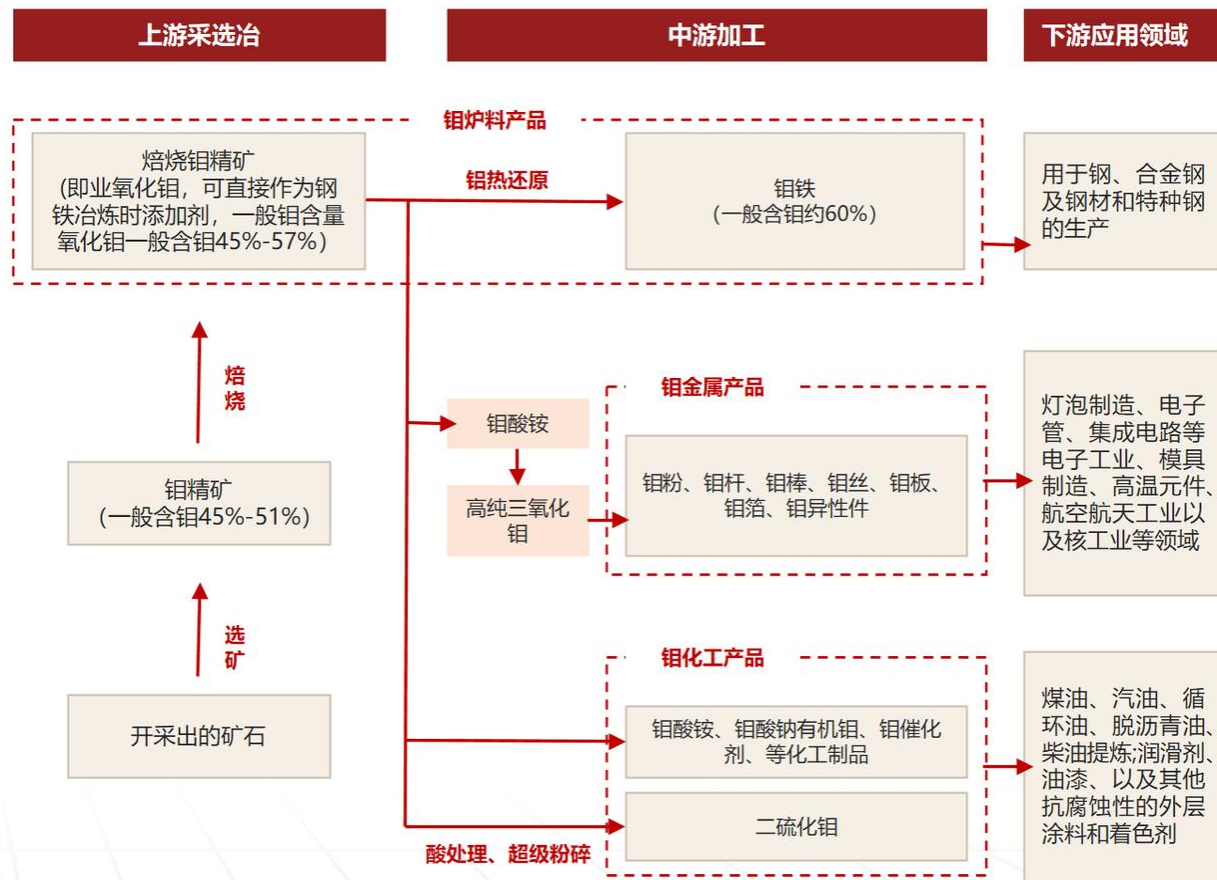 上游采选冶
中游加工
下游应用领域
钼炉料产品
焙烧钼精矿
(即业氧化钼，可直接作为钢
铁冶炼时添加剂，一般钼含量
氧化钼一般含钼45%-57%）
铝热还原
钼铁
（一般含钼约60%）
用于钢、合金钢
及钢材和特种钢
的生产
焙
烧
钼精矿
（一般含钼45%-51%）
选
矿
开采出的矿石
钼酸铵
高纯三氧化
钼
钼金属产品
钼粉、钼杆、钼棒、钼丝、钼板、
钼箔、钼异性件
灯泡制造、电子
管、集成电路等
电子工业、模具
制造、高温元件、
航空航天工业以
及核工业等领域
钼化工产品
钼酸铵、钼酸钠有机钼、钼催化
剂、等化工制品
二硫化钼
酸处理、超级粉碎
煤油、汽油、循
环油、脱沥青油、
柴油提炼;润滑剂、
油漆、以及其他
抗腐蚀性的外层
涂料和着色剂